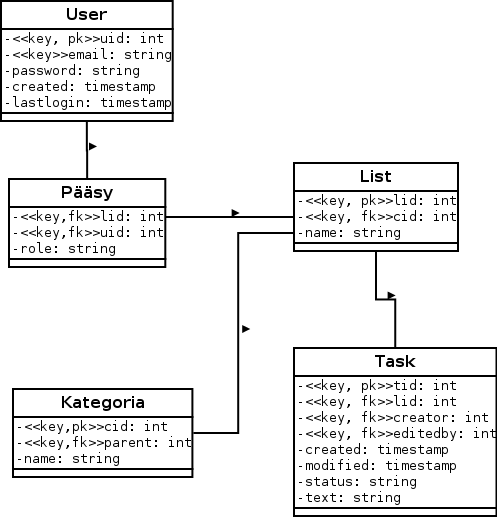 User
-<<key, pk>>uid: int
-<<key>>email: string
-password: string
-created: timestamp
-lastlogin: timestamp
Pääsy
-<<key,fk>>lid: int
-<<key,fk>>uid: int
-role: string
List
-<<key, pk>>lid: int
-<<key, fk>>cid: int
-name: string
Kategoria
-<<key,pk>>cid: int
-<<key,fk>>parent: int
-name: string
Task
-<<key, pk>>tid: int
-<<key, fk>>lid: int
-<<key, fk>>creator: int
-<<key, fk>>editedby: int
-created: timestamp
-modified: timestamp
-status: string
-text: string